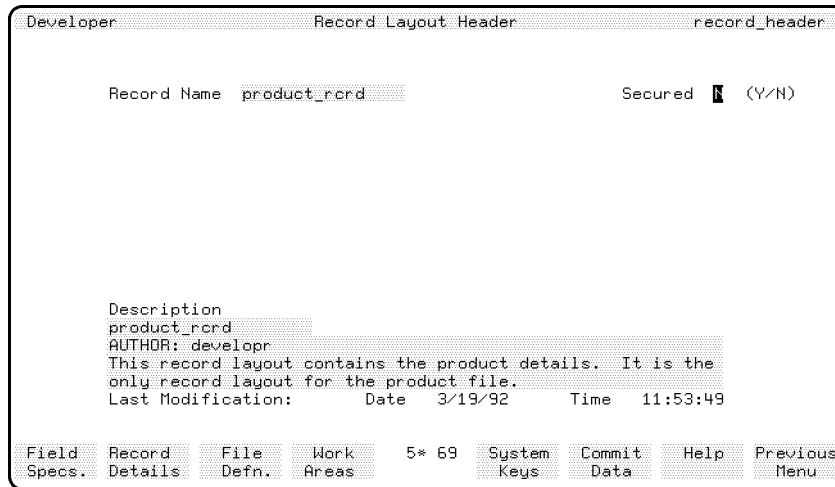 Developer Record Layout Header record_header
Record Name product_rcrd Secured N (Y/N)
Description
product_rcrd
AUTHOR: developr
This record layout contains the product details. It is the
only record layout for the product file.
Last Modification: Date 3/19/92 Time 11:53:49
Field Record File Work 5* 69 System Commit Help Previous
Specs. Details Defn. Areas Keys Data Menu